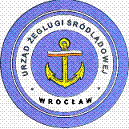 URZĄD ŻEGLUGI ŚRÓDLĄDOWEJ
• WROCŁAW •